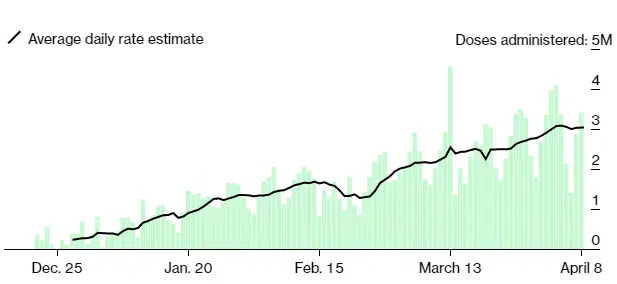 Average daily rate estimate
Doses administered: 5M
4
3
2
1
0
Dec. 25
Jan. 20
Feb. 15
March 13
April 8